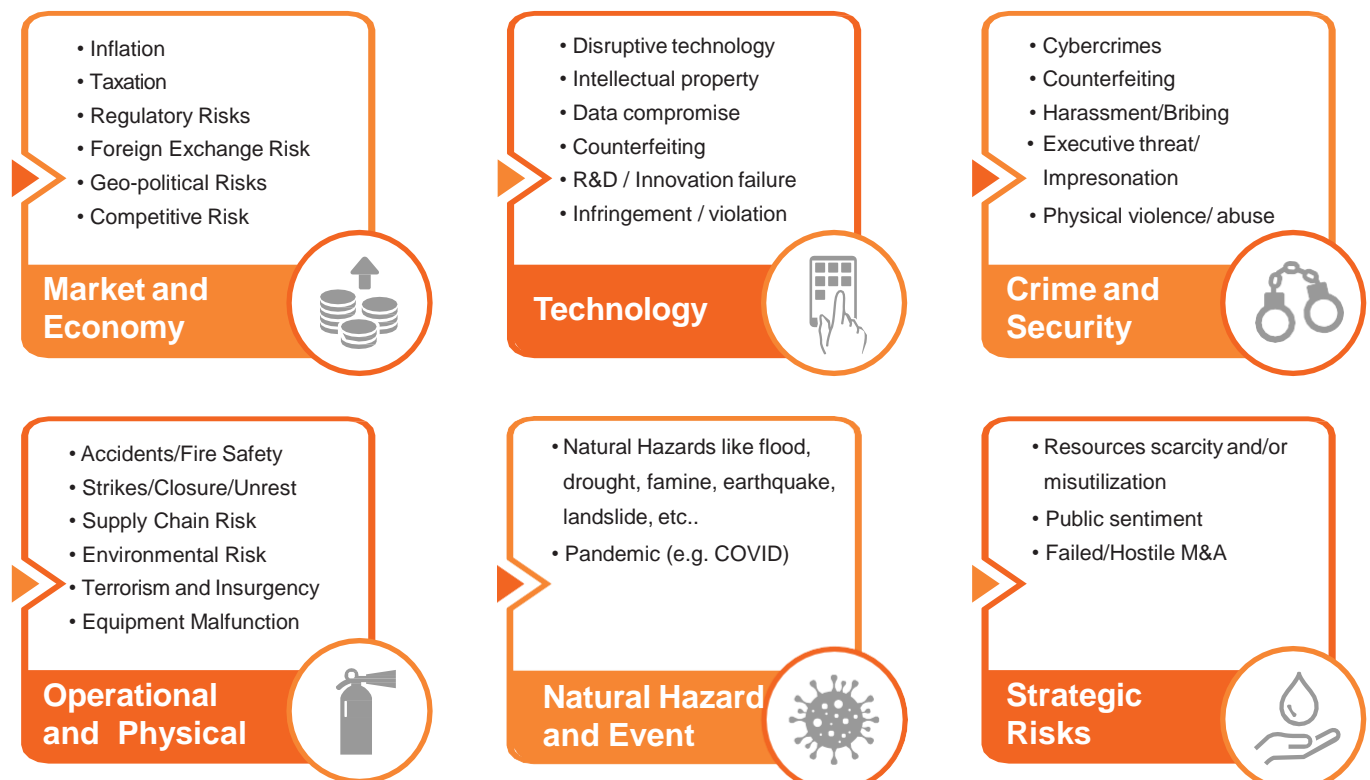 • Inflation
• Taxation
• Regulatory Risks
• Foreign Exchange Risk
• Geo-political Risks
• Competitive Risk
Market and
Economy
• Disruptive technology
• Intellectual property
• Data compromise
• Counterfeiting
• R&D / Innovation failure
• Infringement / violation
Technology
• Cybercrimes
• Counterfeiting
• Harassment/Bribing
• Executive threat/
Impresonation
• Physical violence/ abuse
Crime and
Security
• Accidents/Fire Safety
• Strikes/Closure/Unrest
• Supply Chain Risk
• Environmental Risk
• Terrorism and Insurgency
• Equipment Malfunction
Operational
and Physical
• Natural Hazards like flood,
drought, famine, earthquake,
landslide, etc..
• Pandemic (e.g. COVID)
Natural Hazard
and Event
• Resources scarcity and/or
misutilization
• Public sentiment
• Failed/Hostile M&A
Strategic
Risks